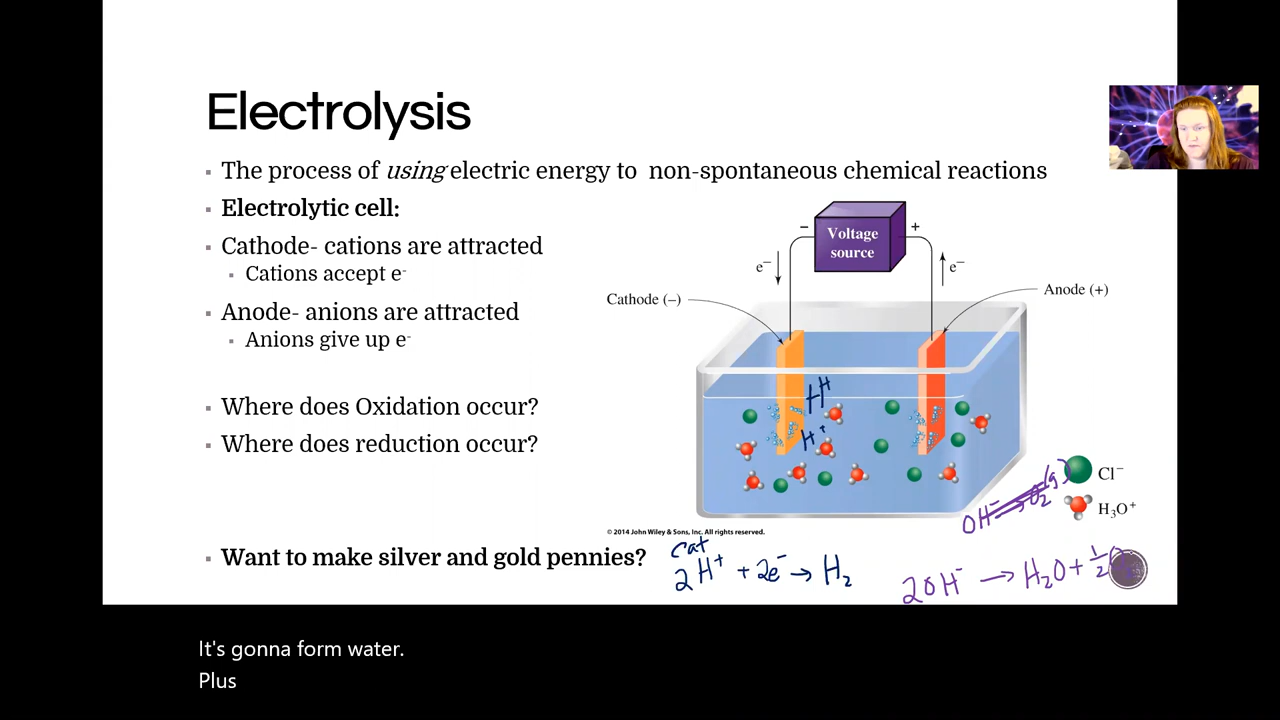 Electrolysis
▪ The process of using electric energy to  non-spontaneous chemical reactions
▪ Electrolytic cell:
▪ Cathode- cations are attracted
▪ Cations accept e⁻
▪ Anode- anions are attracted
▪ Anions give up e⁻
▪ Where does Oxidation occur?
▪ Where does reduction occur?
▪ Want to make silver and gold pennies?
− Voltage source +
e⁻ e⁻
Cathode (–)
Anode (+)
H⁺
H⁺
Cl⁻
H₃O⁺
OH⁻ → O₂(g)
© 2014 John Wiley & Sons, Inc. All rights reserved.
Cat
2H⁺ + 2e⁻ → H₂
2OH⁻ → H₂O + ½
It's gonna form water.
Plus